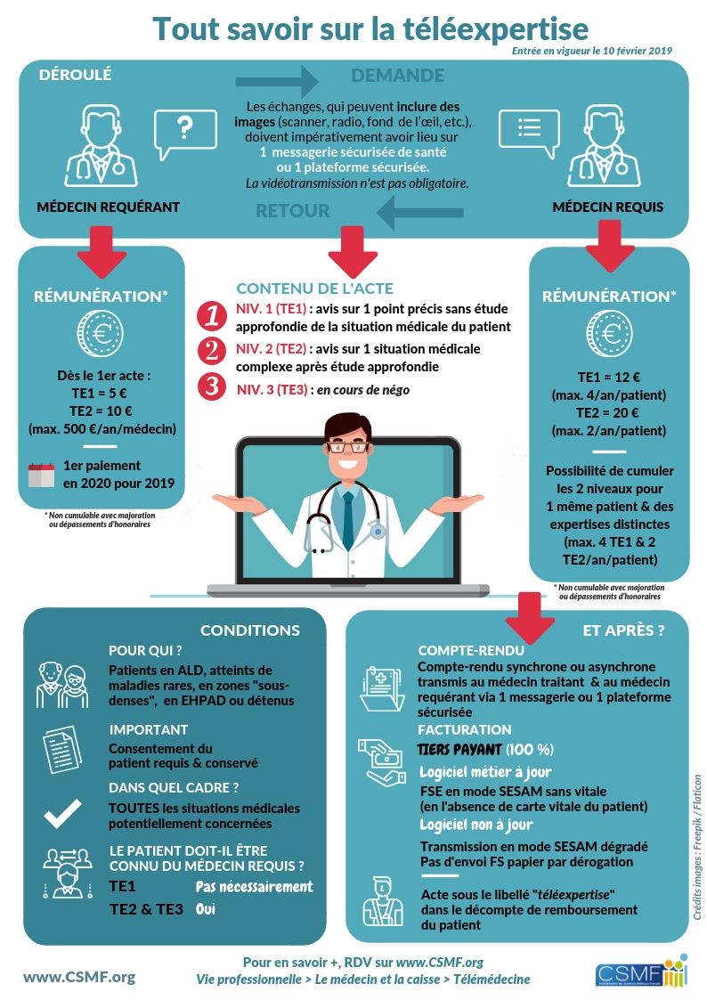 Tout savoir sur la téléexpertise
Entrée en vigueur le 10 février 2019
DÉROULÉ
DEMANDE
?
Les échanges, qui peuvent inclure des
images (scanner, radio, fond de l'œil, etc.),
doivent impérativement avoir lieu sur
1 messagerie sécurisée de santé
ou 1 plateforme sécurisée.
La vidéotransmission n'est pas obligatoire.
MÉDECIN REQUÉRANT
RETOUR
MÉDECIN REQUIS
RÉMUNÉRATION*
€
Dès le 1er acte :
TE1 = 5 €
TE2 = 10 €
(max. 500 €/an/médecin)
1er paiement
en 2020 pour 2019
* Non cumulable avec majoration
ou dépassements d'honoraires
CONTENU DE L'ACTE
1
NIV. 1 (TE1) : avis sur 1 point précis sans étude
approfondie de la situation médicale du patient
2
NIV. 2 (TE2) : avis sur 1 situation médicale
complexe après étude approfondie
3
NIV. 3 (TE3) : en cours de négo
RÉMUNÉRATION*
€
TE1 = 12 €
(max. 4/an/patient)
TE2 = 20 €
(max. 2/an/patient)
Possibilité de cumuler
les 2 niveaux pour
1 même patient & des
expertises distinctes
(max. 4 TE1 & 2
TE2/an/patient)
* Non cumulable avec majoration
ou dépassements d'honoraires
CONDITIONS
POUR QUI ?
Patients en ALD, atteints de
maladies rares, en zones "sous-
denses", en EHPAD ou détenus
IMPORTANT
Consentement du
patient requis & conservé
DANS QUEL CADRE ?
TOUTES les situations médicales
potentiellement concernées
LE PATIENT DOIT-IL ÊTRE
CONNU DU MÉDECIN REQUIS ?
TE1 Pas nécessairement
TE2 & TE3 Oui
ET APRÈS ?
COMPTE-RENDU
Compte-rendu synchrone ou asynchrone
transmis au médecin traitant & au médecin
requérant via 1 messagerie ou 1 plateforme
sécurisée
FACTURATION
TIERS PAYANT (100 %)
Logiciel métier à jour
FSE en mode SESAM sans vitale
(en l'absence de carte vitale du patient)
Logiciel non à jour
Transmission en mode SESAM dégradé
Pas d'envoi FS papier par dérogation
Acte sous le libellé "téléexpertise"
dans le décompte de remboursement
du patient
Crédits images : Freepik / Flaticon
www.CSMF.org
Pour en savoir +, RDV sur www.CSMF.org
Vie professionnelle > Le médecin et la caisse > Télémédecine
CSMF